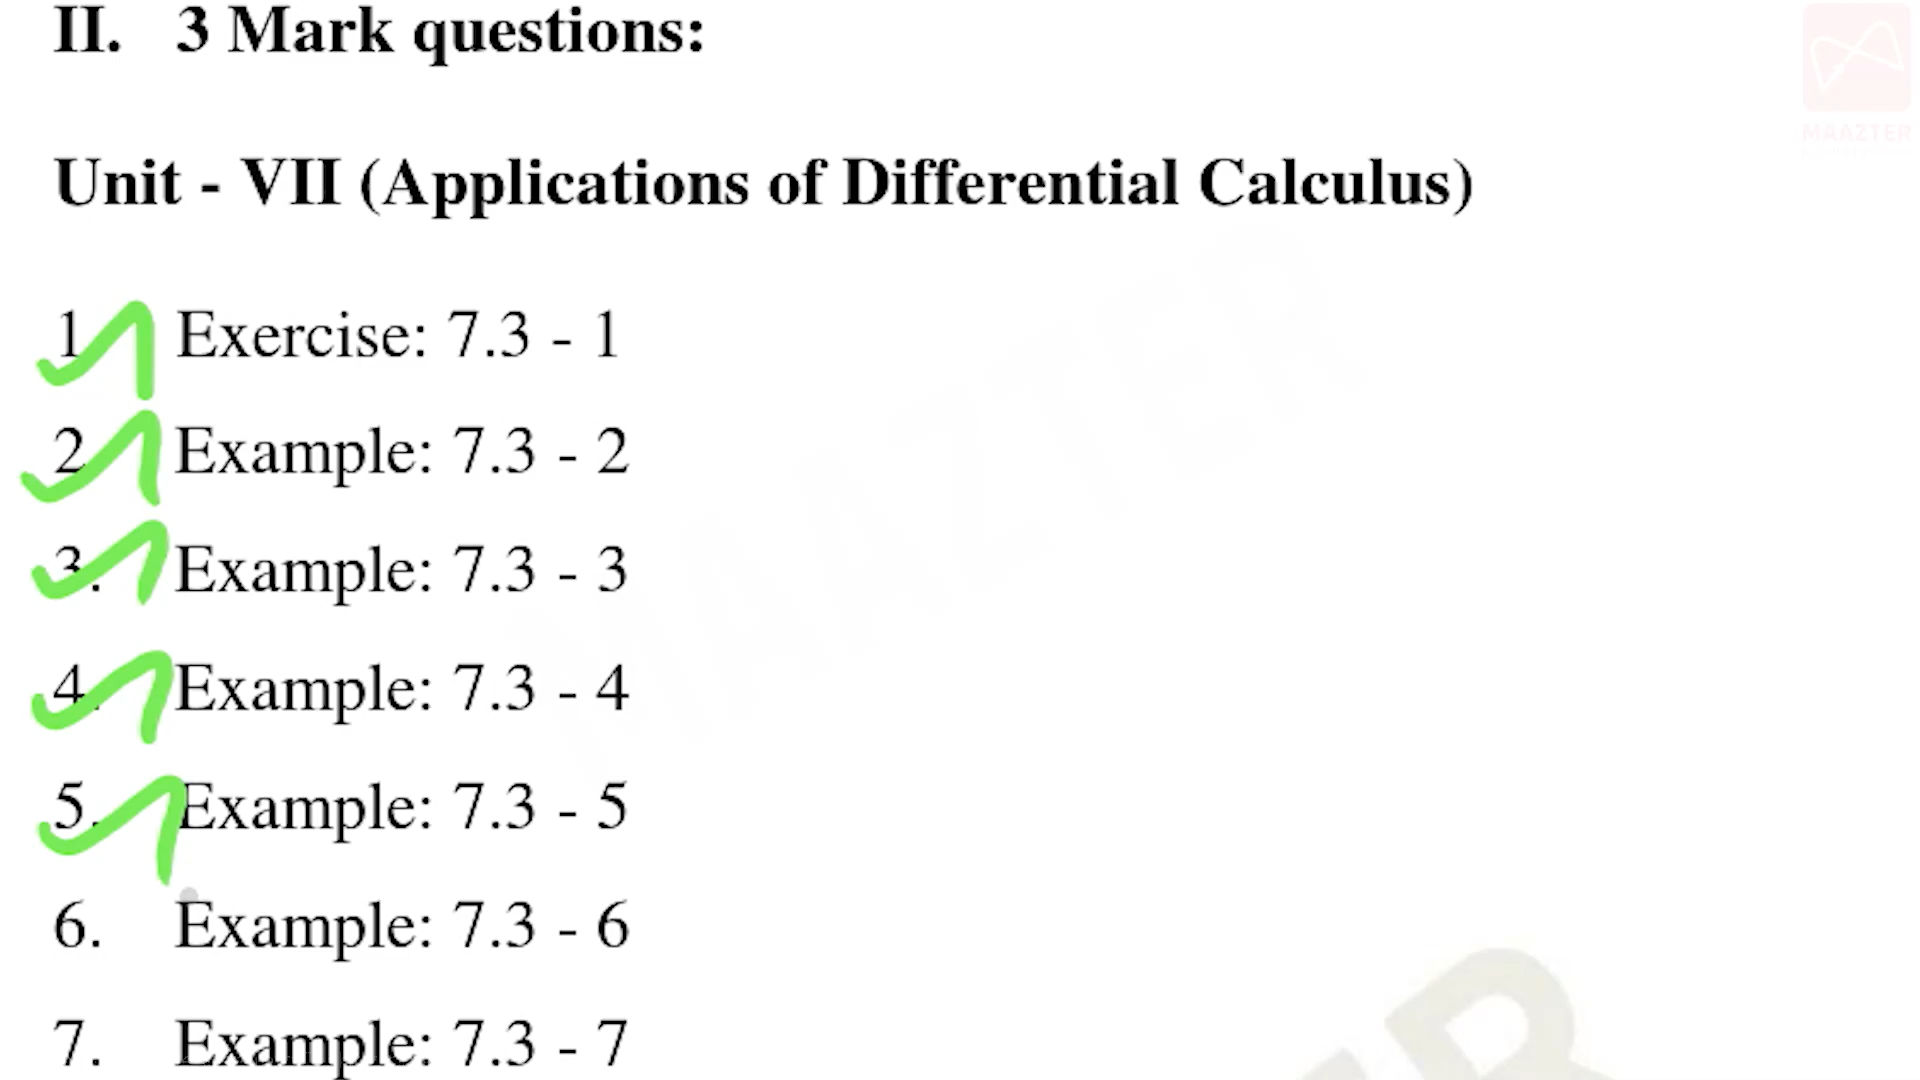 II. 3 Mark questions:
MAAZTER
Unit - VII (Applications of Differential Calculus)
1 Exercise: 7.3 - 1
2 Example: 7.3 - 2
3. Example: 7.3 - 3
4. Example: 7.3 - 4
5. Example: 7.3 - 5
6. Example: 7.3 - 6
7. Example: 7.3 - 7
MAAZTER